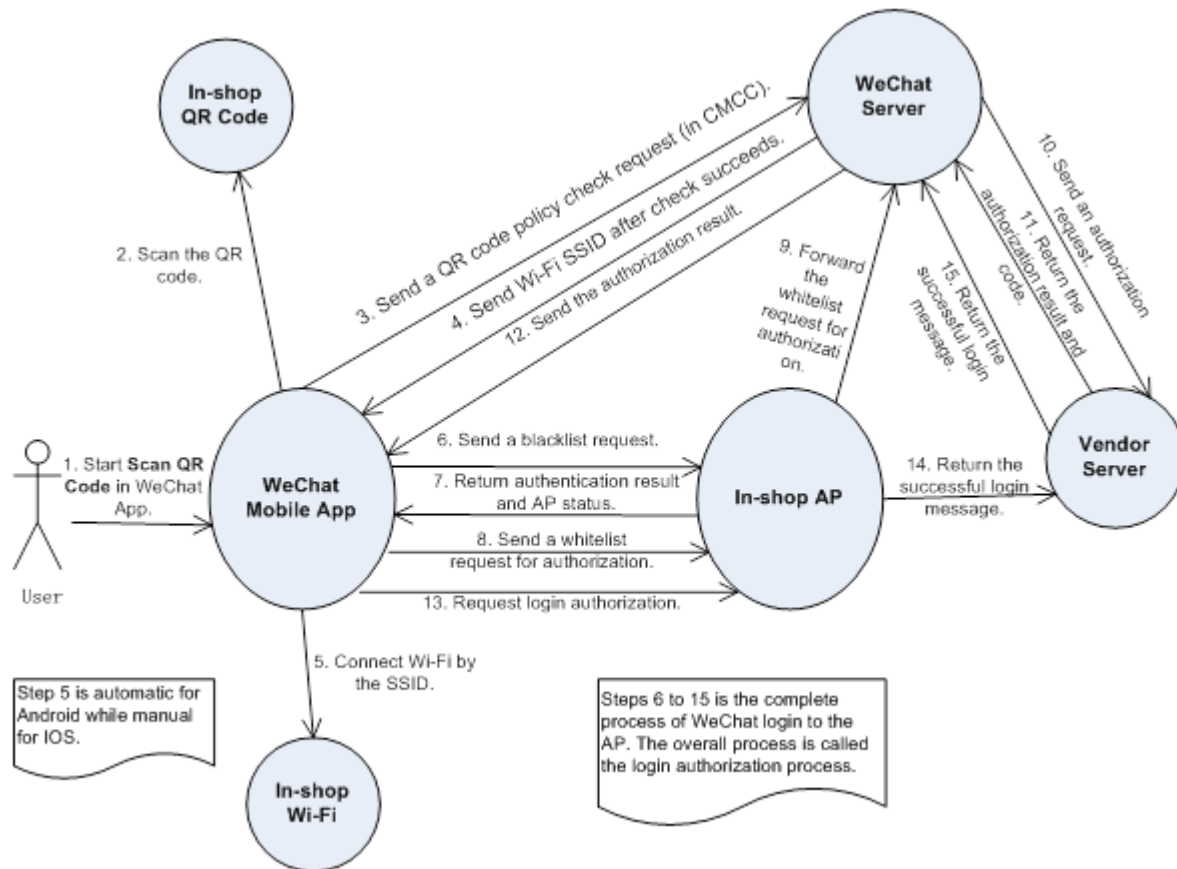 In-shop
QR Code
WeChat
Server
2. Scan the QR
code.
3. Send a QR code policy check request (in CMCC).
4. Send Wi-Fi SSID after check succeeds.
12. Send the authorization result.
9. Forward
the
whitelist
request for
authorizati
on.
10. Send an authorization
request.
11. Return the
authorization result and
code.
15. Return the
successful login
message.
User
1. Start Scan QR
Code in WeChat
App.
WeChat
Mobile App
6. Send a blacklist request.
7. Return authentication result
and AP status.
8. Send a whitelist
request for authorization.
13. Request login authorization.
In-shop AP
14. Return the
successful login
message.
Vendor
Server
5. Connect Wi-Fi by
the SSID.
Step 5 is automatic for
Android while manual
for IOS.
In-shop
Wi-Fi
Steps 6 to 15 is the complete
process of WeChat login to the
AP. The overall process is called
the login authorization process.